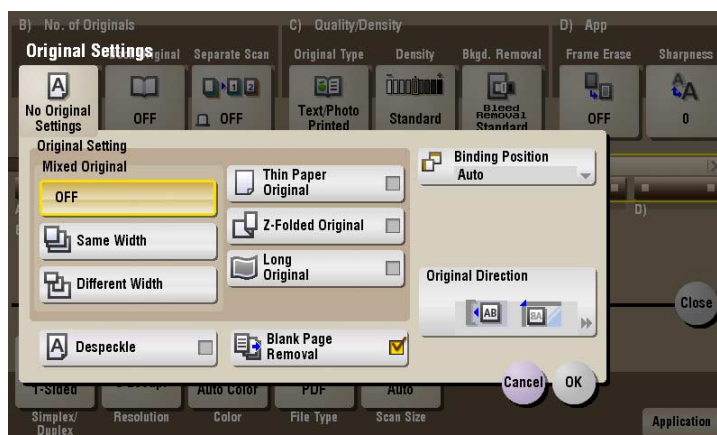 B) No. of Originals
C) Quality/Density
D) App
Original Settings
Original
Separate Scan
Original Type
Density
Bkgd. Removal
Frame Erase
Sharpness
No Original
Settings
OFF
OFF
Text/Photo
Printed
Standard
Bleed
Removal
Standard
OFF
0
Original Setting
Mixed Original
OFF
Same Width
Different Width
Thin Paper
Original
Z-Folded Original
Long
Original
Binding Position
Auto
Original Direction
D)
Close
Despeckle
Blank Page
Removal
Cancel
OK
1-Sided
Auto Color
PDF
Auto
Simplex/
Duplex
Resolution
Color
File Type
Scan Size
Application